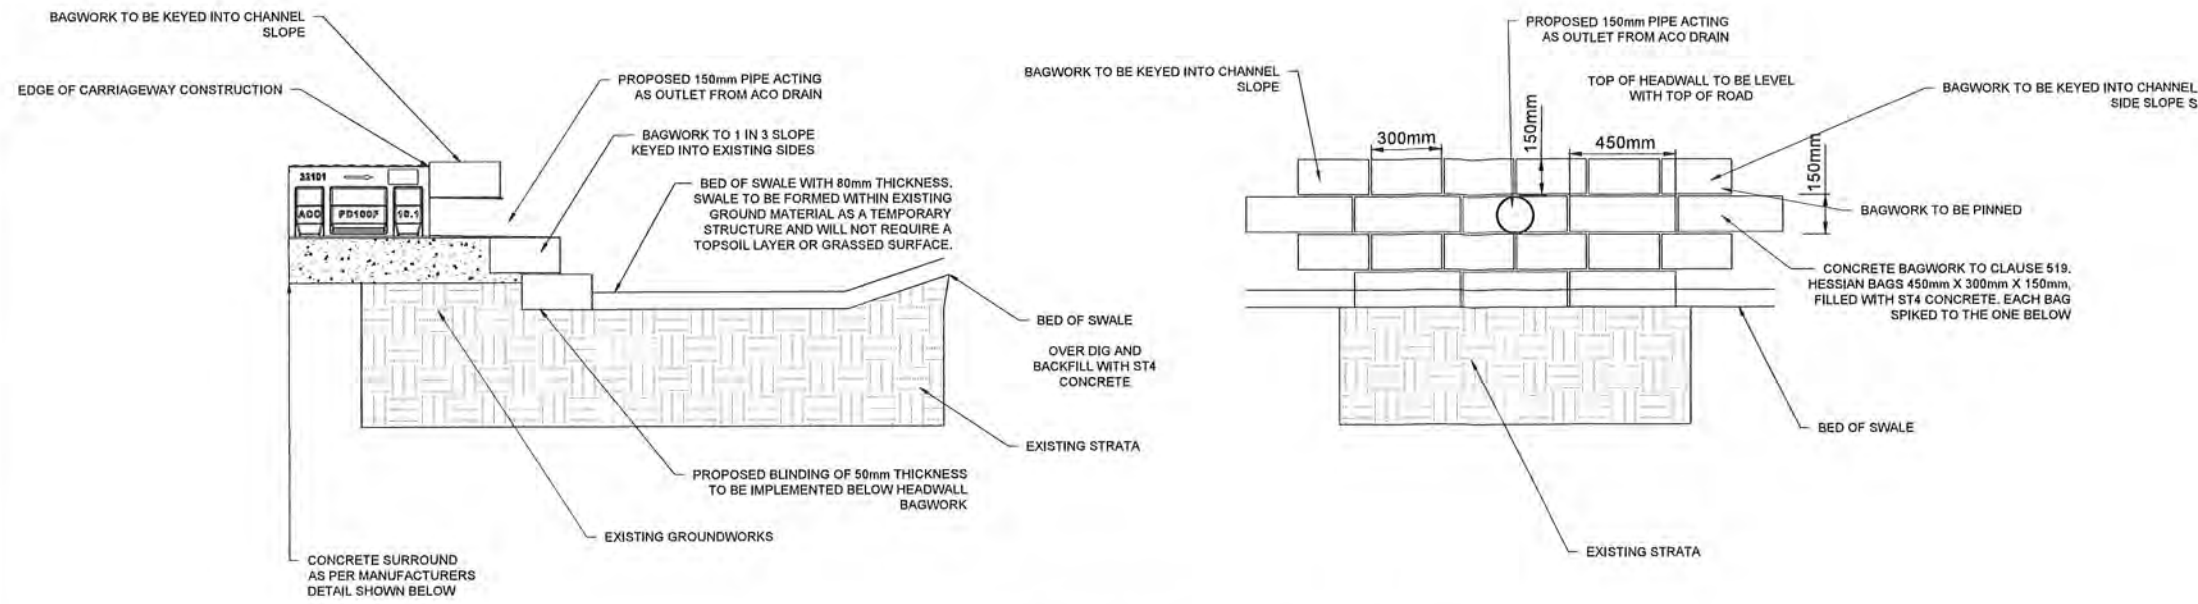 BAGWORK TO BE KEYED INTO CHANNEL
SLOPE
EDGE OF CARRIAGEWAY CONSTRUCTION
PROPOSED 150mm PIPE ACTING
AS OUTLET FROM ACO DRAIN
BAGWORK TO 1 IN 3 SLOPE
KEYED INTO EXISTING SIDES
BED OF SWALE WITH 80mm THICKNESS.
SWALE TO BE FORMED WITHIN EXISTING
GROUND MATERIAL AS A TEMPORARY
STRUCTURE AND WILL NOT REQUIRE A
TOPSOIL LAYER OR GRASSED SURFACE.
32101
ACO
PD100F
10.1
BED OF SWALE
OVER DIG AND
BACKFILL WITH ST4
CONCRETE
EXISTING STRATA
PROPOSED BLINDING OF 50mm THICKNESS
TO BE IMPLEMENTED BELOW HEADWALL
BAGWORK
EXISTING GROUNDWORKS
CONCRETE SURROUND
AS PER MANUFACTURERS
DETAIL SHOWN BELOW
PROPOSED 150mm PIPE ACTING
AS OUTLET FROM ACO DRAIN
BAGWORK TO BE KEYED INTO CHANNEL
SLOPE
TOP OF HEADWALL TO BE LEVEL
WITH TOP OF ROAD
BAGWORK TO BE KEYED INTO CHANNEL
SIDE SLOPE S
300mm
150mm
450mm
150mm
BAGWORK TO BE PINNED
CONCRETE BAGWORK TO CLAUSE 519.
HESSIAN BAGS 450mm X 300mm X 150mm,
FILLED WITH ST4 CONCRETE. EACH BAG
SPIKED TO THE ONE BELOW
BED OF SWALE
EXISTING STRATA